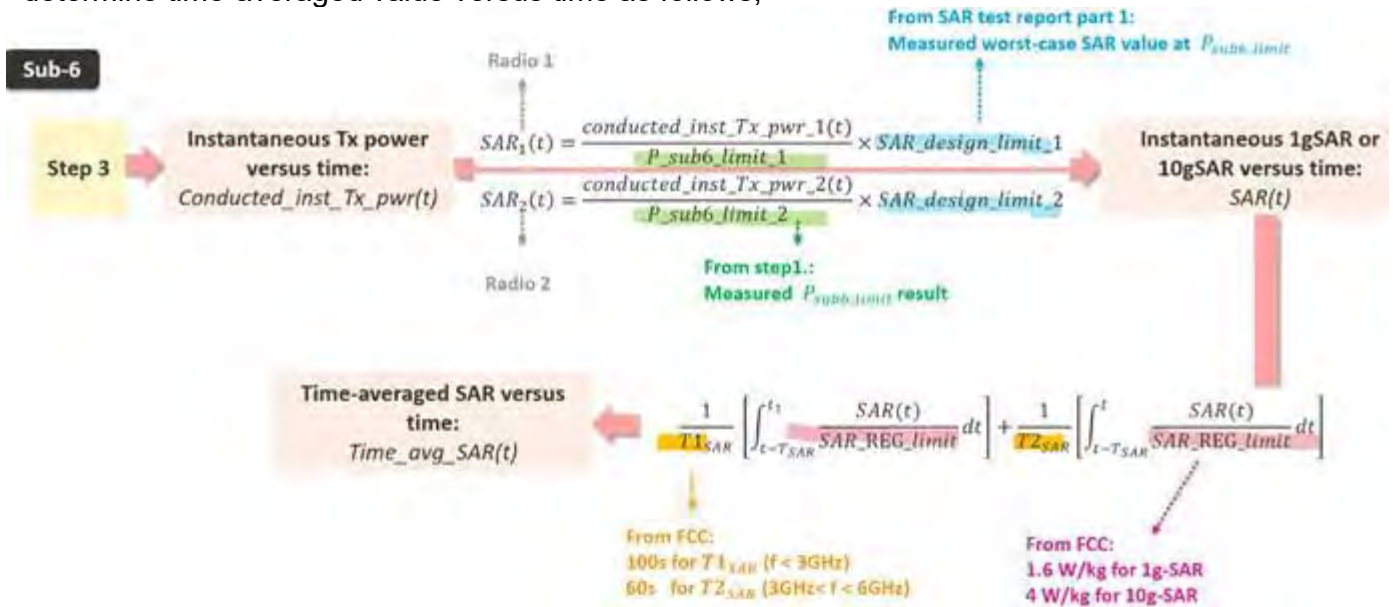 determine time-averaged value versus time as follows,
Sub-6
Step 3
Instantaneous Tx power
versus time:
Conducted_inst_Tx_pwr(t)
Radio 1
SAR₁(t) = conducted_inst_Tx_pwr_1(t) / P_sub6_limit_1 × SAR_design_limit_1
SAR₂(t) = conducted_inst_Tx_pwr_2(t) / P_sub6_limit_2 × SAR_design_limit_2
Radio 2
From SAR test report part 1:
Measured worst-case SAR value at P_sub6_limit
From step1.:
Measured P_sub6_limit result
Instantaneous 1gSAR or
10gSAR versus time:
SAR(t)
Time-averaged SAR versus
time:
Time_avg_SAR(t)
1/T1_SAR [∫_{t−T_SAR}^{t₁} SAR(t)/SAR_REG_limit dt] + 1/T2_SAR [∫_{t−T_SAR}^{t} SAR(t)/SAR_REG_limit dt]
From FCC:
100s for T1_SAR (f < 3GHz)
60s for T2_SAR (3GHz< f < 6GHz)
From FCC:
1.6 W/kg for 1g-SAR
4 W/kg for 10g-SAR